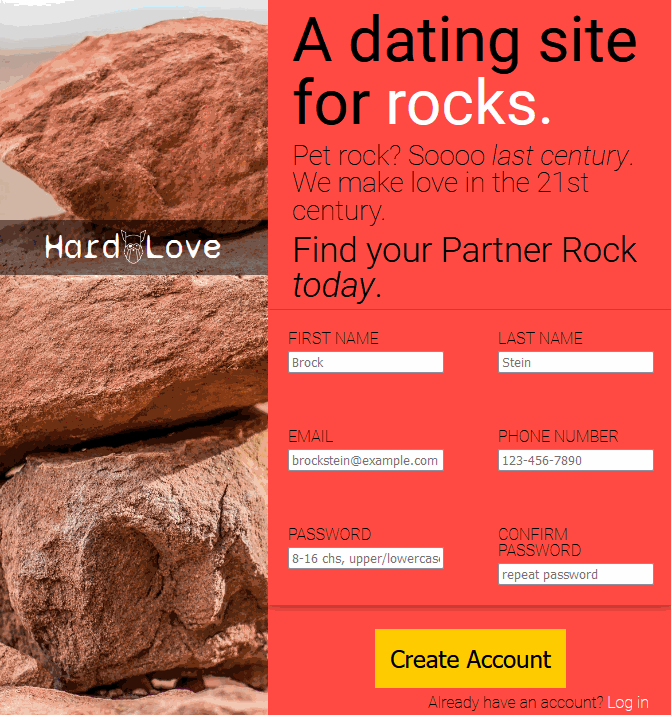 A dating site
for rocks.
Pet rock? Soooo last century.
We make love in the 21st
century.
Hard Love
Find your Partner Rock
today.
FIRST NAME
Brock
LAST NAME
Stein
EMAIL
brockstein@example.com
PHONE NUMBER
123-456-7890
PASSWORD
8-16 chs, upper/lowercase
CONFIRM
PASSWORD
repeat password
Create Account
Already have an account? Log in